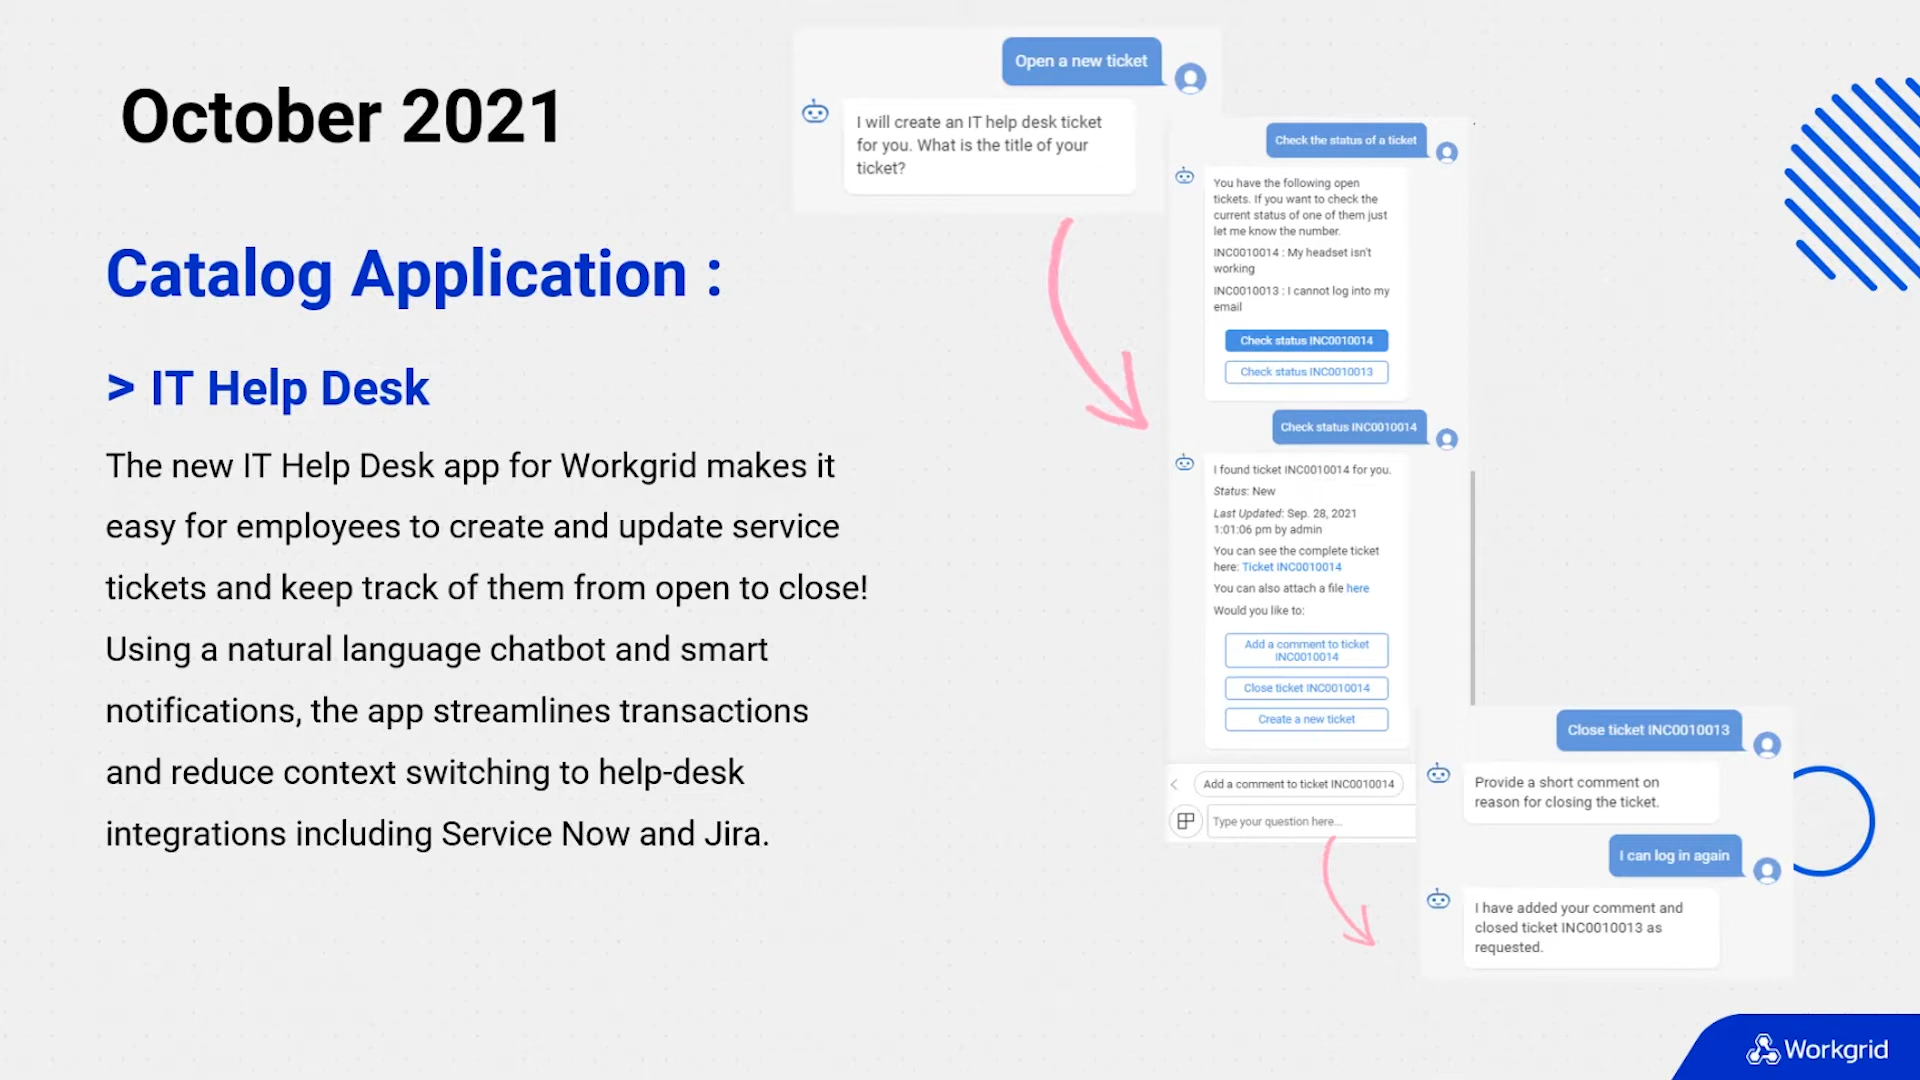 October 2021
Catalog Application :
> IT Help Desk
The new IT Help Desk app for Workgrid makes it
easy for employees to create and update service
tickets and keep track of them from open to close!
Using a natural language chatbot and smart
notifications, the app streamlines transactions
and reduce context switching to help-desk
integrations including Service Now and Jira.
Open a new ticket
I will create an IT help desk ticket
for you. What is the title of your
ticket?
Check the status of a ticket
You have the following open
tickets. If you want to check the
current status of one of them just
let me know the number.
INC0010014 : My headset isn't
working
INC0010013 : I cannot log into my
email
Check status INC0010014
Check status INC0010013
Check status INC0010014
I found ticket INC0010014 for you.
Status: New
Last Updated: Sep. 28, 2021
1:01:06 pm by admin
You can see the complete ticket
here: Ticket INC0010014
You can also attach a file here
Would you like to:
Add a comment to ticket
INC0010014
Close ticket INC0010014
Create a new ticket
Add a comment to ticket INC0010014
Type your question here...
Close ticket INC0010013
Provide a short comment on
reason for closing the ticket.
I can log in again
I have added your comment and
closed ticket INC0010013 as
requested.
Workgrid